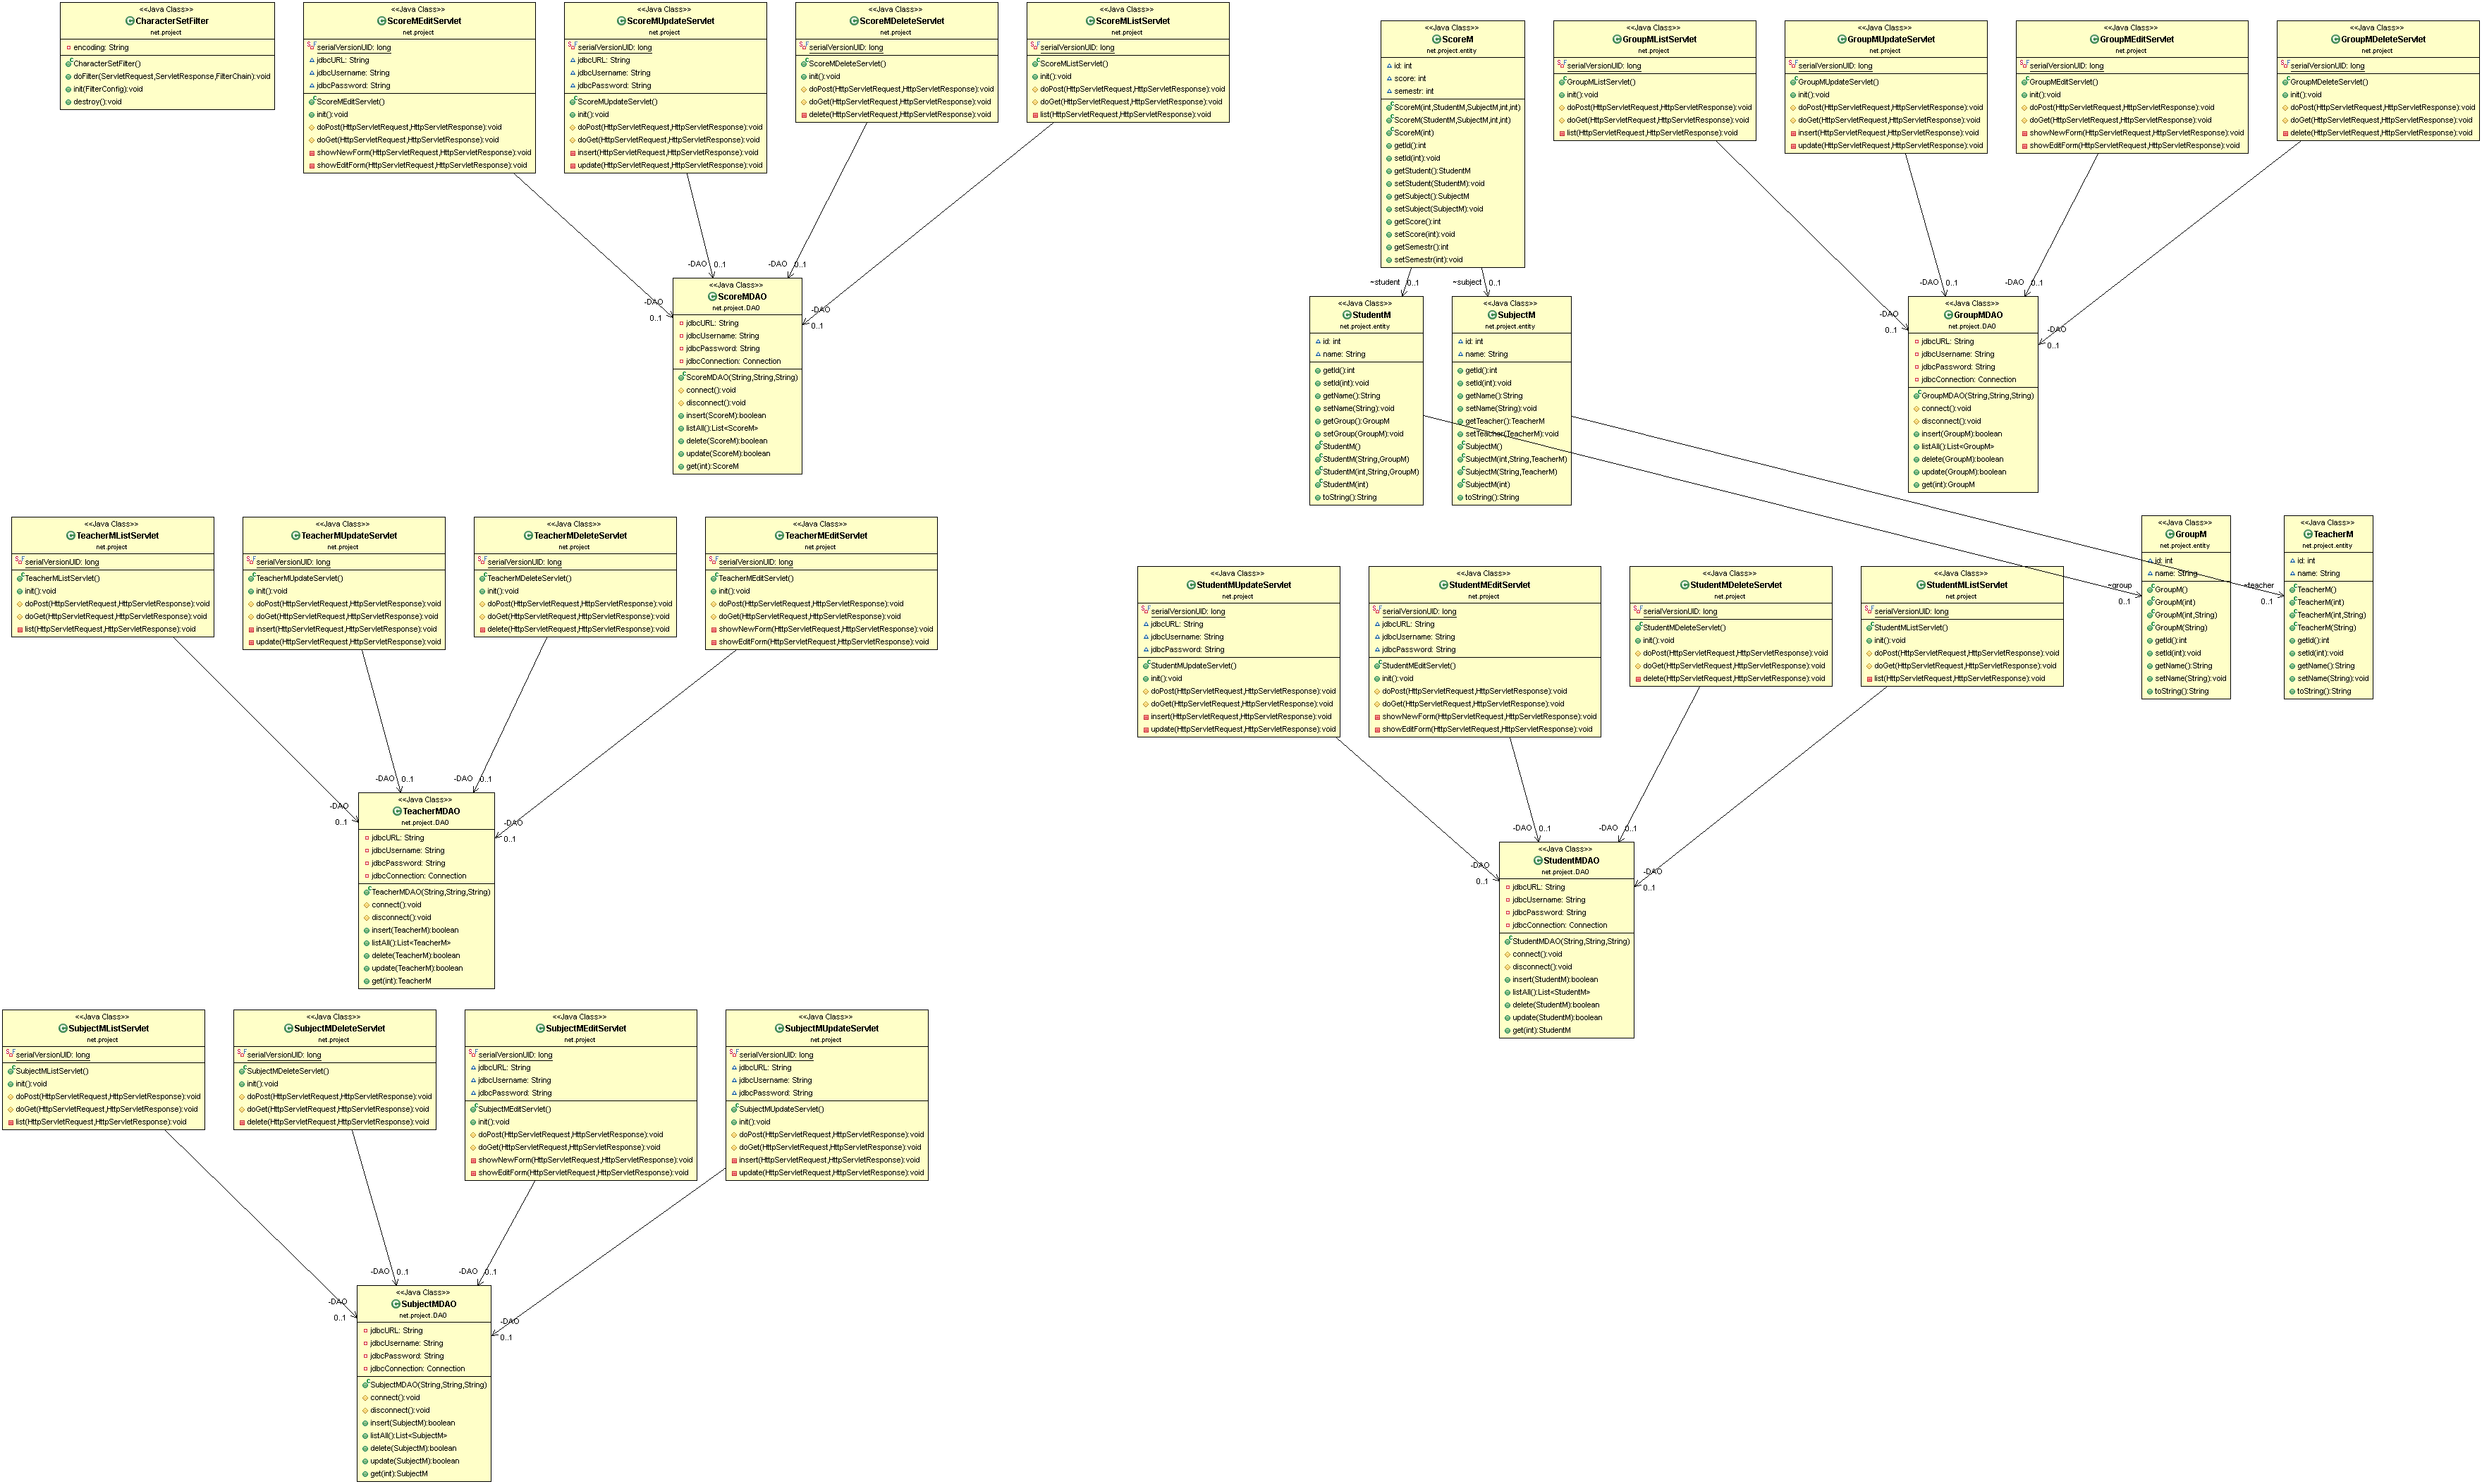 <<Java Class>>
CharacterSetFilter
net.project
encoding: String
CharacterSetFilter()
doFilter(ServletRequest,ServletResponse,FilterChain):void
init(FilterConfig):void
destroy():void
<<Java Class>>
ScoreMEditServlet
net.project
serialVersionUID: long
jdbcURL: String
jdbcUsername: String
jdbcPassword: String
ScoreMEditServlet()
init():void
doPost(HttpServletRequest,HttpServletResponse):void
doGet(HttpServletRequest,HttpServletResponse):void
showNewForm(HttpServletRequest,HttpServletResponse):void
showEditForm(HttpServletRequest,HttpServletResponse):void
<<Java Class>>
ScoreMUpdateServlet
net.project
serialVersionUID: long
jdbcURL: String
jdbcUsername: String
jdbcPassword: String
ScoreMUpdateServlet()
init():void
doPost(HttpServletRequest,HttpServletResponse):void
doGet(HttpServletRequest,HttpServletResponse):void
insert(HttpServletRequest,HttpServletResponse):void
update(HttpServletRequest,HttpServletResponse):void
<<Java Class>>
ScoreMDeleteServlet
net.project
serialVersionUID: long
ScoreMDeleteServlet()
init():void
doPost(HttpServletRequest,HttpServletResponse):void
doGet(HttpServletRequest,HttpServletResponse):void
delete(HttpServletRequest,HttpServletResponse):void
<<Java Class>>
ScoreMListServlet
net.project
serialVersionUID: long
ScoreMListServlet()
init():void
doPost(HttpServletRequest,HttpServletResponse):void
doGet(HttpServletRequest,HttpServletResponse):void
list(HttpServletRequest,HttpServletResponse):void
-DAO 0..1
-DAO 0..1
-DAO
0..1
-DAO
0..1
<<Java Class>>
ScoreMDAO
net.project.DAO
jdbcURL: String
jdbcUsername: String
jdbcPassword: String
jdbcConnection: Connection
ScoreMDAO(String,String,String)
connect():void
disconnect():void
insert(ScoreM):boolean
listAll():List<ScoreM>
delete(ScoreM):boolean
update(ScoreM):boolean
get(int):ScoreM
<<Java Class>>
ScoreM
net.project.entity
id: int
score: int
semestr: int
ScoreM(int,StudentM,SubjectM,int,int)
ScoreM(StudentM,SubjectM,int,int)
ScoreM(int)
getId():int
setId(int):void
getStudent():StudentM
setStudent(StudentM):void
getSubject():SubjectM
setSubject(SubjectM):void
getScore():int
setScore(int):void
getSemestr():int
setSemestr(int):void
~student 0..1
~subject 0..1
<<Java Class>>
StudentM
net.project.entity
id: int
name: String
getId():int
setId(int):void
getName():String
setName(String):void
getGroup():GroupM
setGroup(GroupM):void
StudentM()
StudentM(String,GroupM)
StudentM(int,String,GroupM)
StudentM(int)
toString():String
<<Java Class>>
SubjectM
net.project.entity
id: int
name: String
getId():int
setId(int):void
getName():String
setName(String):void
getTeacher():TeacherM
setTeacher(TeacherM):void
SubjectM()
SubjectM(int,String,TeacherM)
SubjectM(String,TeacherM)
SubjectM(int)
toString():String
<<Java Class>>
GroupMListServlet
net.project
serialVersionUID: long
GroupMListServlet()
init():void
doPost(HttpServletRequest,HttpServletResponse):void
doGet(HttpServletRequest,HttpServletResponse):void
list(HttpServletRequest,HttpServletResponse):void
<<Java Class>>
GroupMUpdateServlet
net.project
serialVersionUID: long
GroupMUpdateServlet()
init():void
doPost(HttpServletRequest,HttpServletResponse):void
doGet(HttpServletRequest,HttpServletResponse):void
insert(HttpServletRequest,HttpServletResponse):void
update(HttpServletRequest,HttpServletResponse):void
<<Java Class>>
GroupMEditServlet
net.project
serialVersionUID: long
GroupMEditServlet()
init():void
doPost(HttpServletRequest,HttpServletResponse):void
doGet(HttpServletRequest,HttpServletResponse):void
showNewForm(HttpServletRequest,HttpServletResponse):void
showEditForm(HttpServletRequest,HttpServletResponse):void
<<Java Class>>
GroupMDeleteServlet
net.project
serialVersionUID: long
GroupMDeleteServlet()
init():void
doPost(HttpServletRequest,HttpServletResponse):void
doGet(HttpServletRequest,HttpServletResponse):void
delete(HttpServletRequest,HttpServletResponse):void
-DAO 0..1
-DAO 0..1
-DAO
0..1
-DAO
0..1
<<Java Class>>
GroupMDAO
net.project.DAO
jdbcURL: String
jdbcUsername: String
jdbcPassword: String
jdbcConnection: Connection
GroupMDAO(String,String,String)
connect():void
disconnect():void
insert(GroupM):boolean
listAll():List<GroupM>
delete(GroupM):boolean
update(GroupM):boolean
get(int):GroupM
<<Java Class>>
TeacherMListServlet
net.project
serialVersionUID: long
TeacherMListServlet()
init():void
doPost(HttpServletRequest,HttpServletResponse):void
doGet(HttpServletRequest,HttpServletResponse):void
list(HttpServletRequest,HttpServletResponse):void
<<Java Class>>
TeacherMUpdateServlet
net.project
serialVersionUID: long
TeacherMUpdateServlet()
init():void
doPost(HttpServletRequest,HttpServletResponse):void
doGet(HttpServletRequest,HttpServletResponse):void
insert(HttpServletRequest,HttpServletResponse):void
update(HttpServletRequest,HttpServletResponse):void
<<Java Class>>
TeacherMDeleteServlet
net.project
serialVersionUID: long
TeacherMDeleteServlet()
init():void
doPost(HttpServletRequest,HttpServletResponse):void
doGet(HttpServletRequest,HttpServletResponse):void
delete(HttpServletRequest,HttpServletResponse):void
<<Java Class>>
TeacherMEditServlet
net.project
serialVersionUID: long
TeacherMEditServlet()
init():void
doPost(HttpServletRequest,HttpServletResponse):void
doGet(HttpServletRequest,HttpServletResponse):void
showNewForm(HttpServletRequest,HttpServletResponse):void
showEditForm(HttpServletRequest,HttpServletResponse):void
-DAO 0..1
-DAO 0..1
-DAO
0..1
-DAO
0..1
<<Java Class>>
TeacherMDAO
net.project.DAO
jdbcURL: String
jdbcUsername: String
jdbcPassword: String
jdbcConnection: Connection
TeacherMDAO(String,String,String)
connect():void
disconnect():void
insert(TeacherM):boolean
listAll():List<TeacherM>
delete(TeacherM):boolean
update(TeacherM):boolean
get(int):TeacherM
<<Java Class>>
StudentMUpdateServlet
net.project
serialVersionUID: long
jdbcURL: String
jdbcUsername: String
jdbcPassword: String
StudentMUpdateServlet()
init():void
doPost(HttpServletRequest,HttpServletResponse):void
doGet(HttpServletRequest,HttpServletResponse):void
insert(HttpServletRequest,HttpServletResponse):void
update(HttpServletRequest,HttpServletResponse):void
<<Java Class>>
StudentMEditServlet
net.project
serialVersionUID: long
jdbcURL: String
jdbcUsername: String
jdbcPassword: String
StudentMEditServlet()
init():void
doPost(HttpServletRequest,HttpServletResponse):void
doGet(HttpServletRequest,HttpServletResponse):void
showNewForm(HttpServletRequest,HttpServletResponse):void
showEditForm(HttpServletRequest,HttpServletResponse):void
<<Java Class>>
StudentMDeleteServlet
net.project
serialVersionUID: long
StudentMDeleteServlet()
init():void
doPost(HttpServletRequest,HttpServletResponse):void
doGet(HttpServletRequest,HttpServletResponse):void
delete(HttpServletRequest,HttpServletResponse):void
<<Java Class>>
StudentMListServlet
net.project
serialVersionUID: long
StudentMListServlet()
init():void
doPost(HttpServletRequest,HttpServletResponse):void
doGet(HttpServletRequest,HttpServletResponse):void
list(HttpServletRequest,HttpServletResponse):void
~group
0..1
<<Java Class>>
GroupM
net.project.entity
id: int
name: String
GroupM()
GroupM(int)
GroupM(int,String)
GroupM(String)
getId():int
setId(int):void
getName():String
setName(String):void
toString():String
~teacher
0..1
<<Java Class>>
TeacherM
net.project.entity
id: int
name: String
TeacherM()
TeacherM(int)
TeacherM(int,String)
TeacherM(String)
getId():int
setId(int):void
getName():String
setName(String):void
toString():String
-DAO 0..1
-DAO 0..1
-DAO
0..1
-DAO
0..1
<<Java Class>>
StudentMDAO
net.project.DAO
jdbcURL: String
jdbcUsername: String
jdbcPassword: String
jdbcConnection: Connection
StudentMDAO(String,String,String)
connect():void
disconnect():void
insert(StudentM):boolean
listAll():List<StudentM>
delete(StudentM):boolean
update(StudentM):boolean
get(int):StudentM
<<Java Class>>
SubjectMListServlet
net.project
serialVersionUID: long
SubjectMListServlet()
init():void
doPost(HttpServletRequest,HttpServletResponse):void
doGet(HttpServletRequest,HttpServletResponse):void
list(HttpServletRequest,HttpServletResponse):void
<<Java Class>>
SubjectMDeleteServlet
net.project
serialVersionUID: long
SubjectMDeleteServlet()
init():void
doPost(HttpServletRequest,HttpServletResponse):void
doGet(HttpServletRequest,HttpServletResponse):void
delete(HttpServletRequest,HttpServletResponse):void
<<Java Class>>
SubjectMEditServlet
net.project
serialVersionUID: long
jdbcURL: String
jdbcUsername: String
jdbcPassword: String
SubjectMEditServlet()
init():void
doPost(HttpServletRequest,HttpServletResponse):void
doGet(HttpServletRequest,HttpServletResponse):void
showNewForm(HttpServletRequest,HttpServletResponse):void
showEditForm(HttpServletRequest,HttpServletResponse):void
<<Java Class>>
SubjectMUpdateServlet
net.project
serialVersionUID: long
jdbcURL: String
jdbcUsername: String
jdbcPassword: String
SubjectMUpdateServlet()
init():void
doPost(HttpServletRequest,HttpServletResponse):void
doGet(HttpServletRequest,HttpServletResponse):void
insert(HttpServletRequest,HttpServletResponse):void
update(HttpServletRequest,HttpServletResponse):void
-DAO 0..1
-DAO 0..1
-DAO
0..1
-DAO
0..1
<<Java Class>>
SubjectMDAO
net.project.DAO
jdbcURL: String
jdbcUsername: String
jdbcPassword: String
jdbcConnection: Connection
SubjectMDAO(String,String,String)
connect():void
disconnect():void
insert(SubjectM):boolean
listAll():List<SubjectM>
delete(SubjectM):boolean
update(SubjectM):boolean
get(int):SubjectM